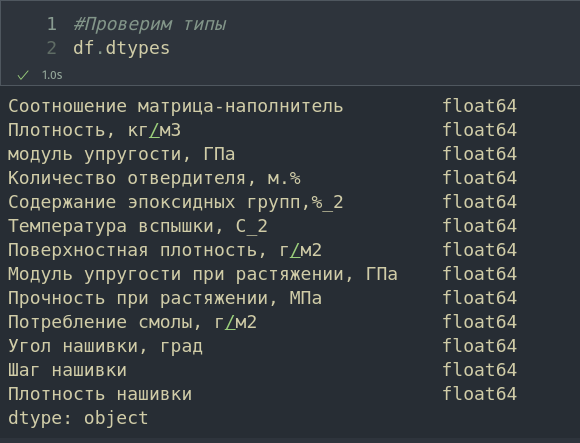 1 #Проверим типы
2 df.dtypes
1.0s
Соотношение матрица-наполнитель float64
Плотность, кг/м3 float64
модуль упругости, ГПа float64
Количество отвердителя, м.% float64
Содержание эпоксидных групп,%_2 float64
Температура вспышки, С_2 float64
Поверхностная плотность, г/м2 float64
Модуль упругости при растяжении, ГПа float64
Прочность при растяжении, МПа float64
Потребление смолы, г/м2 float64
Угол нашивки, град float64
Шаг нашивки float64
Плотность нашивки float64
dtype: object